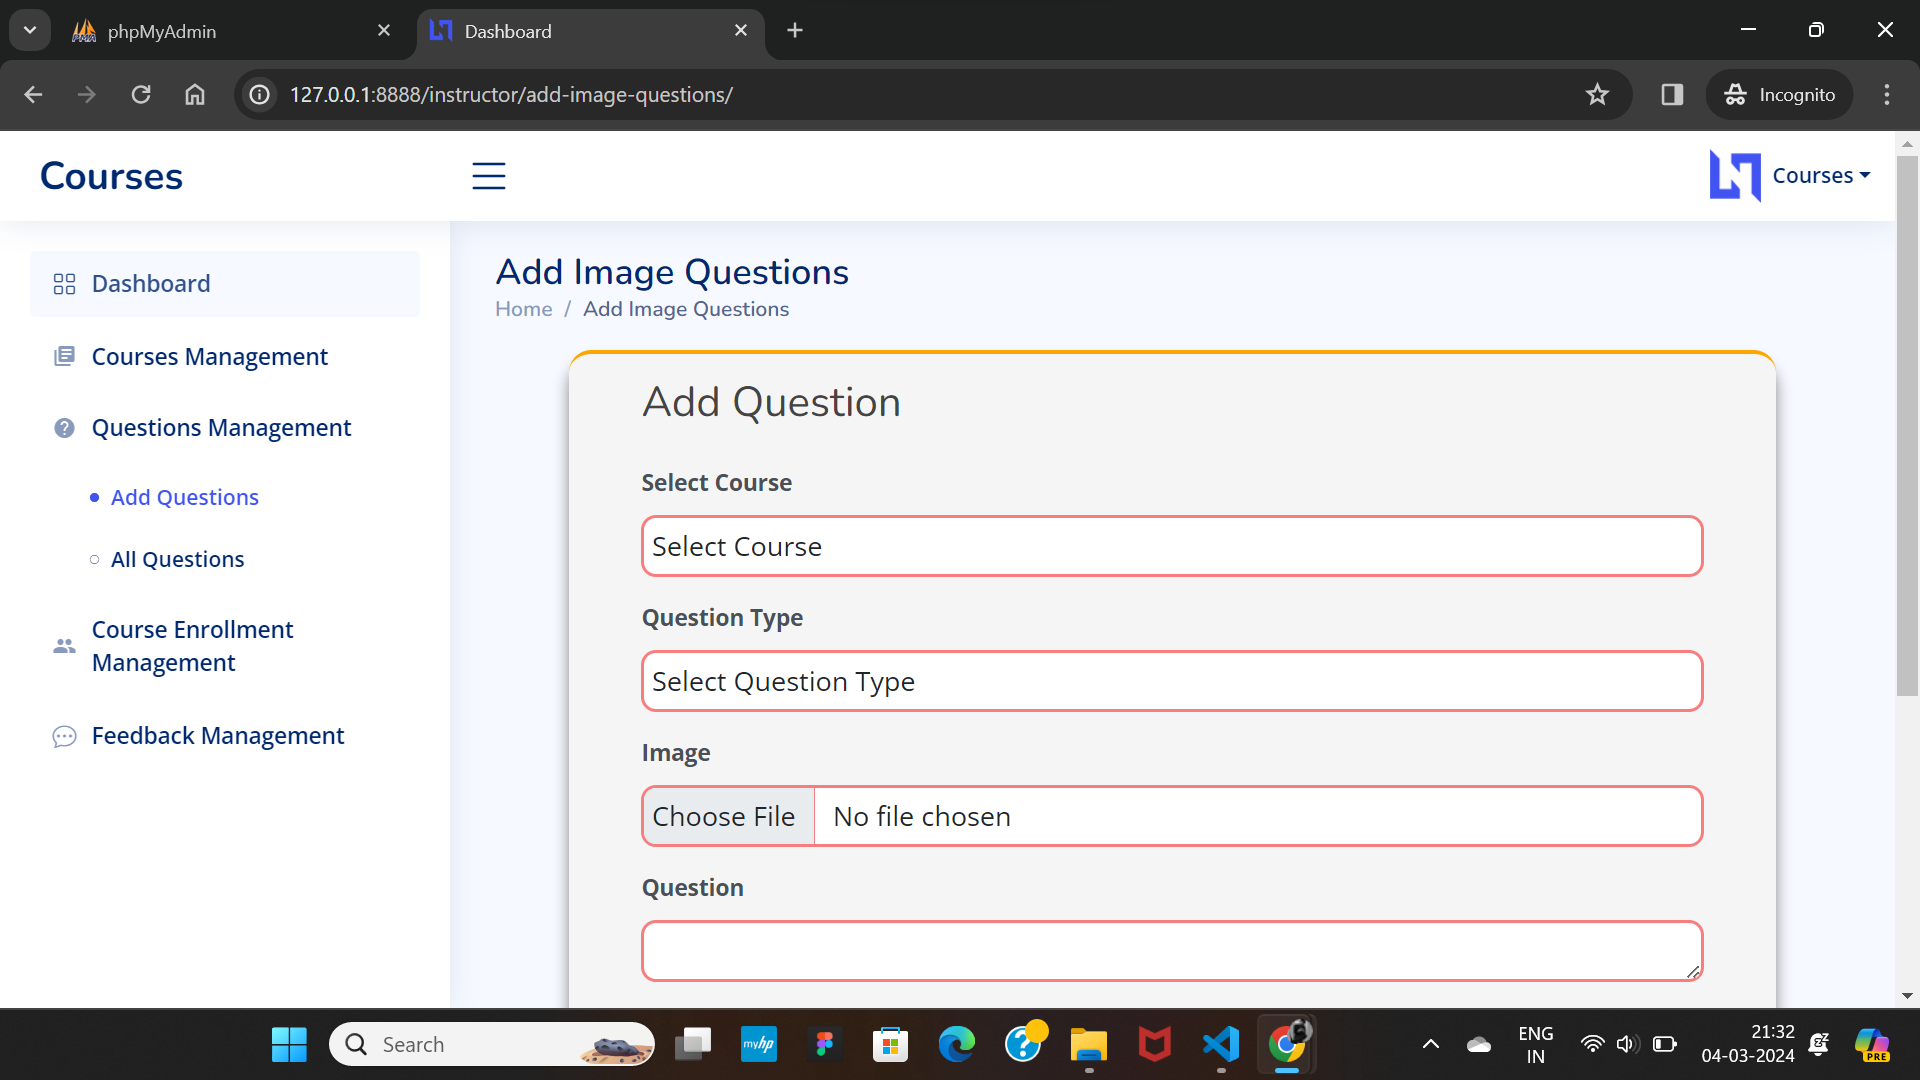 phpMyAdmin
Dashboard
127.0.0.1:8888/instructor/add-image-questions/
Incognito
Courses
Courses
Dashboard
Courses Management
Questions Management
Add Questions
All Questions
Course Enrollment
Management
Feedback Management
Add Image Questions
Home / Add Image Questions
Add Question
Select Course
Select Course
Question Type
Select Question Type
Image
Choose File No file chosen
Question
Search
myhp
ENG
IN
21:32
04-03-2024
PRE